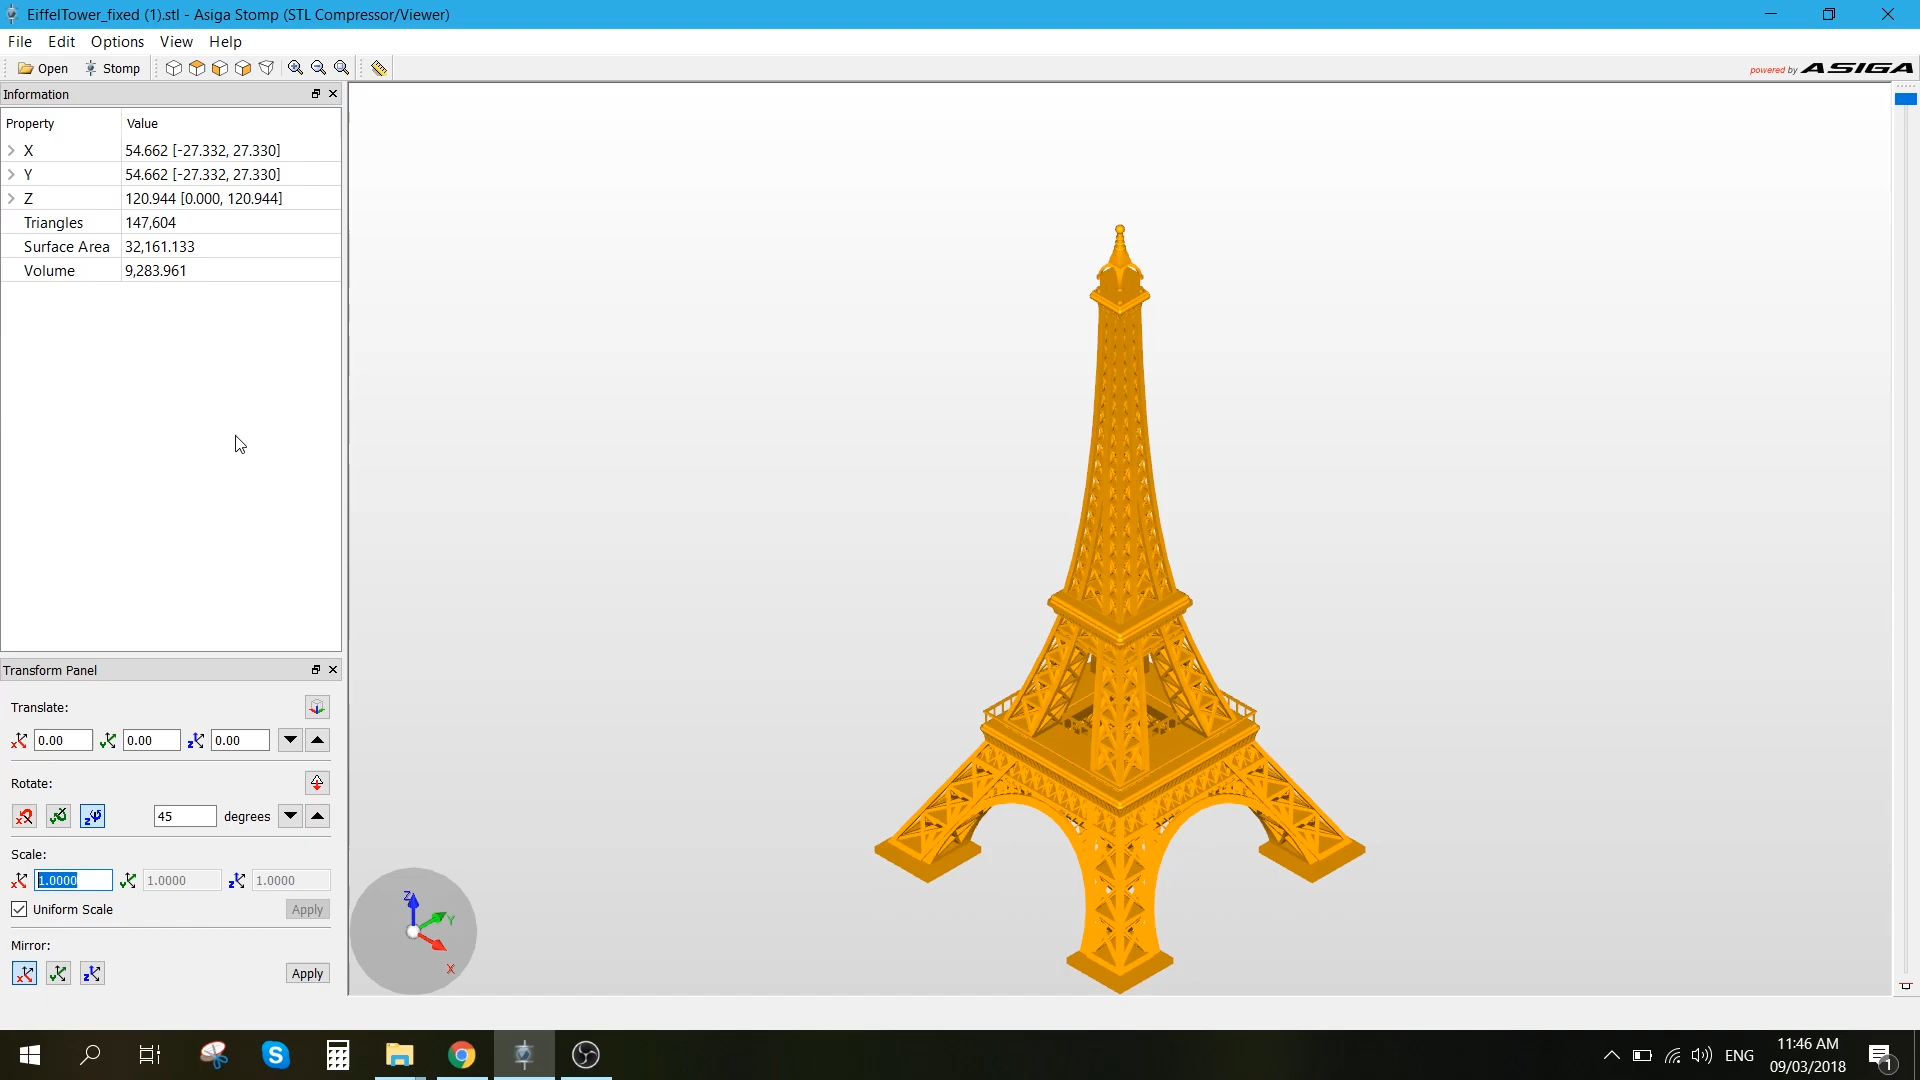 EiffelTower_fixed (1).stl - Asiga Stomp (STL Compressor/Viewer)
File Edit Options View Help
Open Stomp
powered by ASIGA
Information
Property Value
X 54.662 [-27.332, 27.330]
Y 54.662 [-27.332, 27.330]
Z 120.944 [0.000, 120.944]
Triangles 147,604
Surface Area 32,161.133
Volume 9,283.961
Transform Panel
Translate:
X 0.00 Y 0.00 Z 0.00
Rotate:
X Y Z 45 degrees
Scale:
X 1.0000 Y 1.0000 Z 1.0000
Uniform Scale Apply
Mirror:
X Y Z Apply
Z
Y
X
ENG
11:46 AM
09/03/2018
1